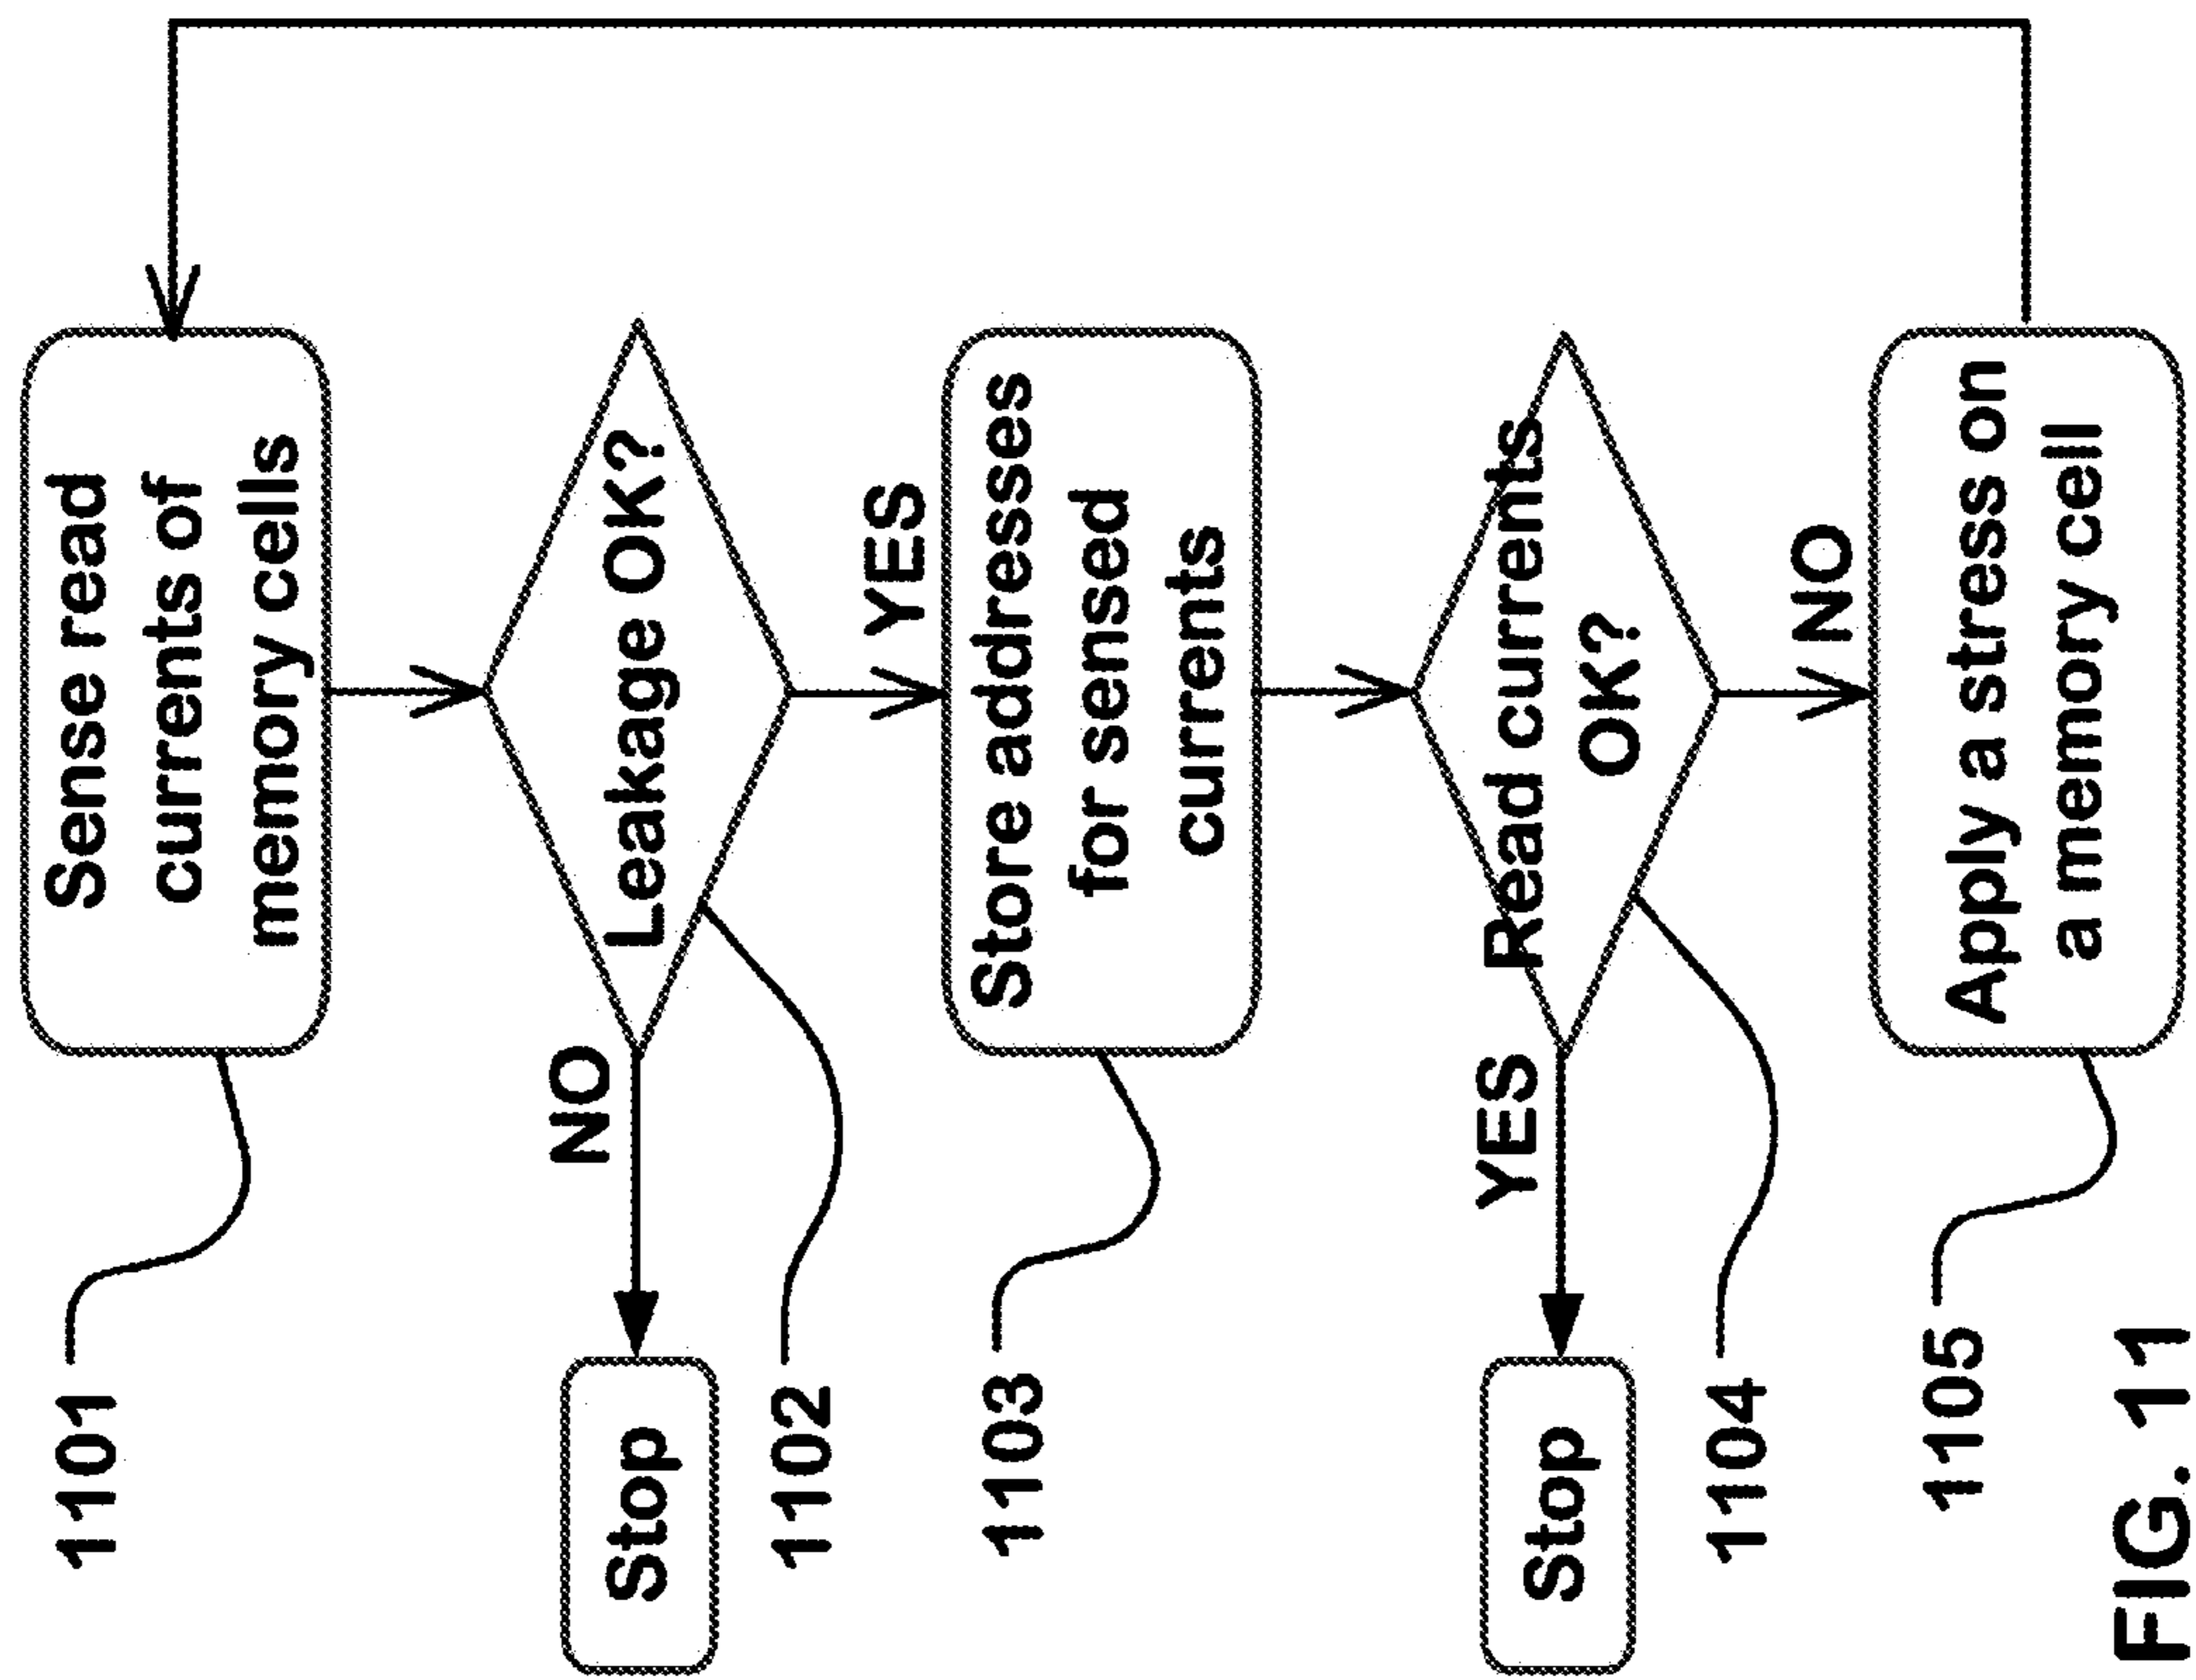 1101
Sense read
currents of
memory cells
NO
Leakage OK?
Stop
1102
YES
1103
Store addresses
for sensed
currents
YES
Read currents
OK?
Stop
1104
NO
1105
Apply a stress on
a memory cell
FIG. 11